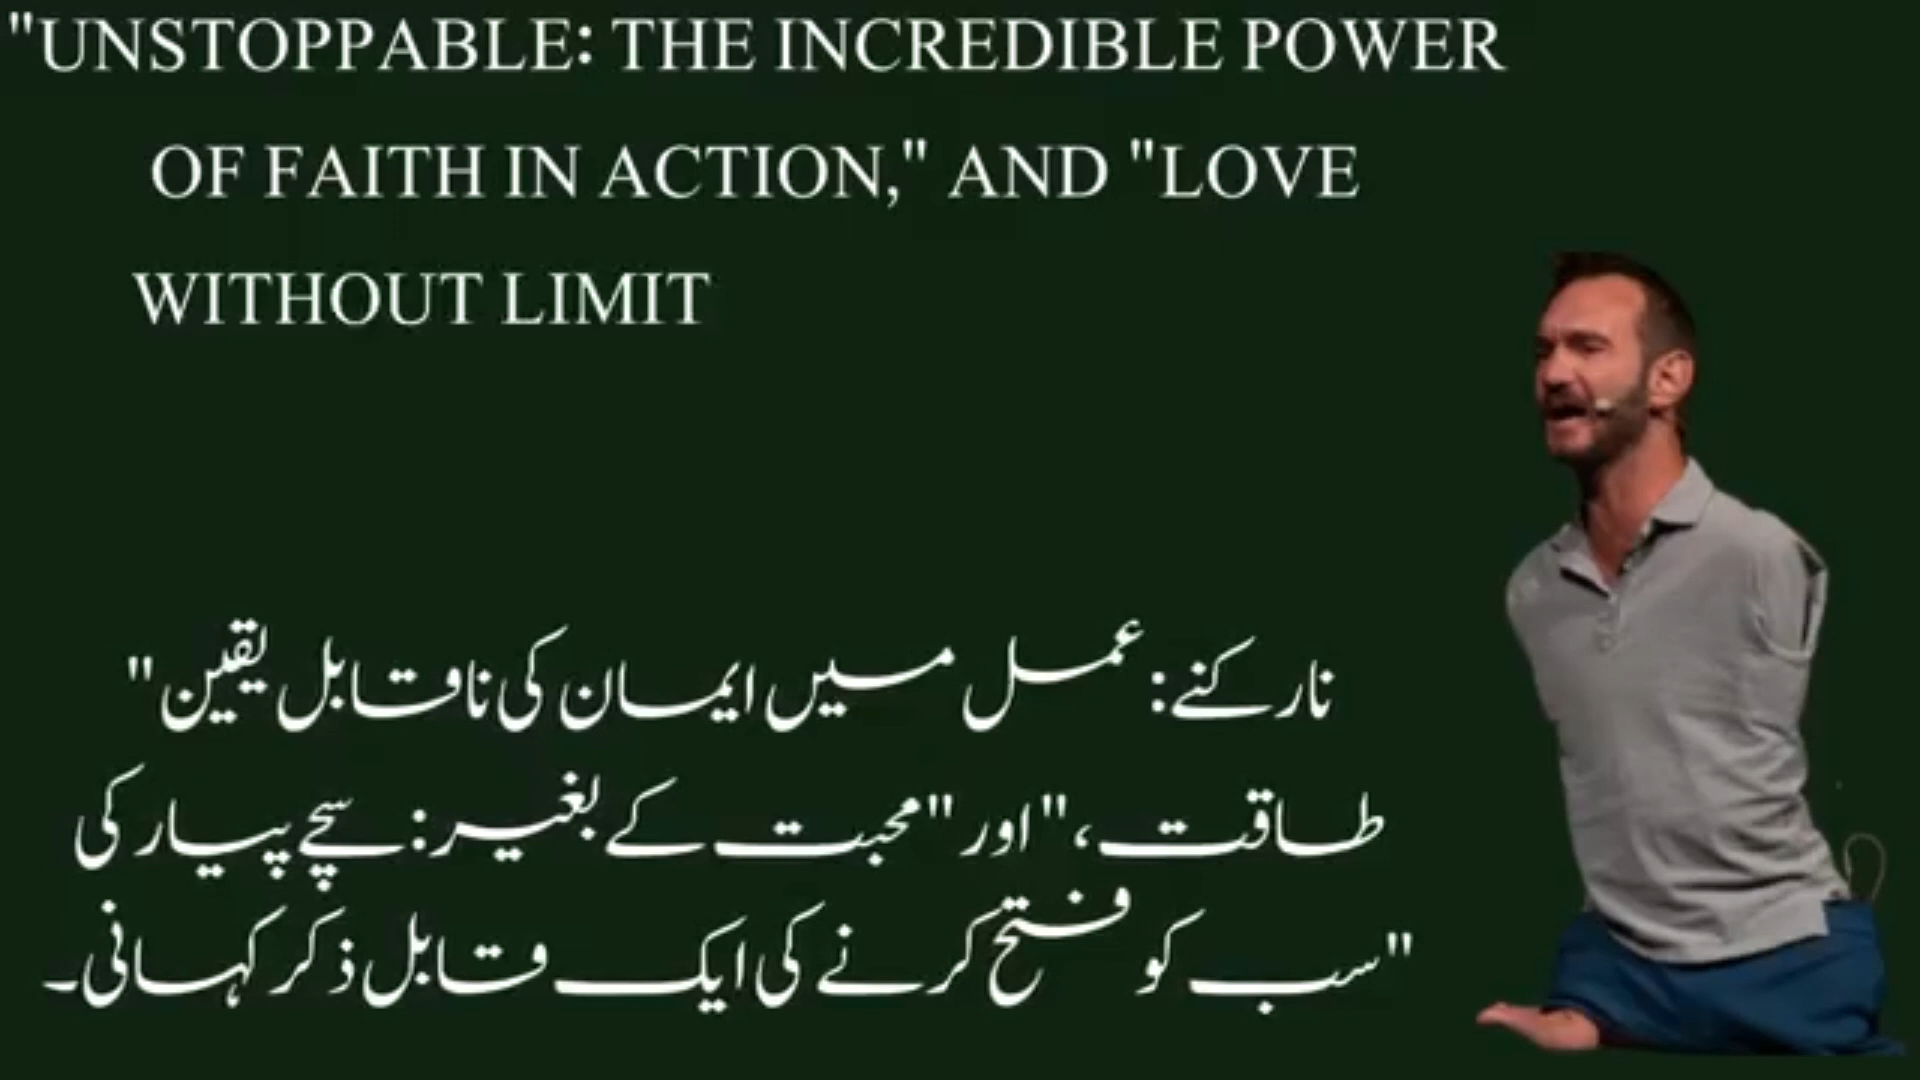 "UNSTOPPABLE: THE INCREDIBLE POWER
OF FAITH IN ACTION," AND "LOVE
WITHOUT LIMIT
نارکنے: عمل میں ایمان کی ناقابل یقین"
طاقت،" اور "محبت کے بغیر: سچے پیار کی
"سب کو فتح کرنے کی ایک قابل ذکر کہانی۔